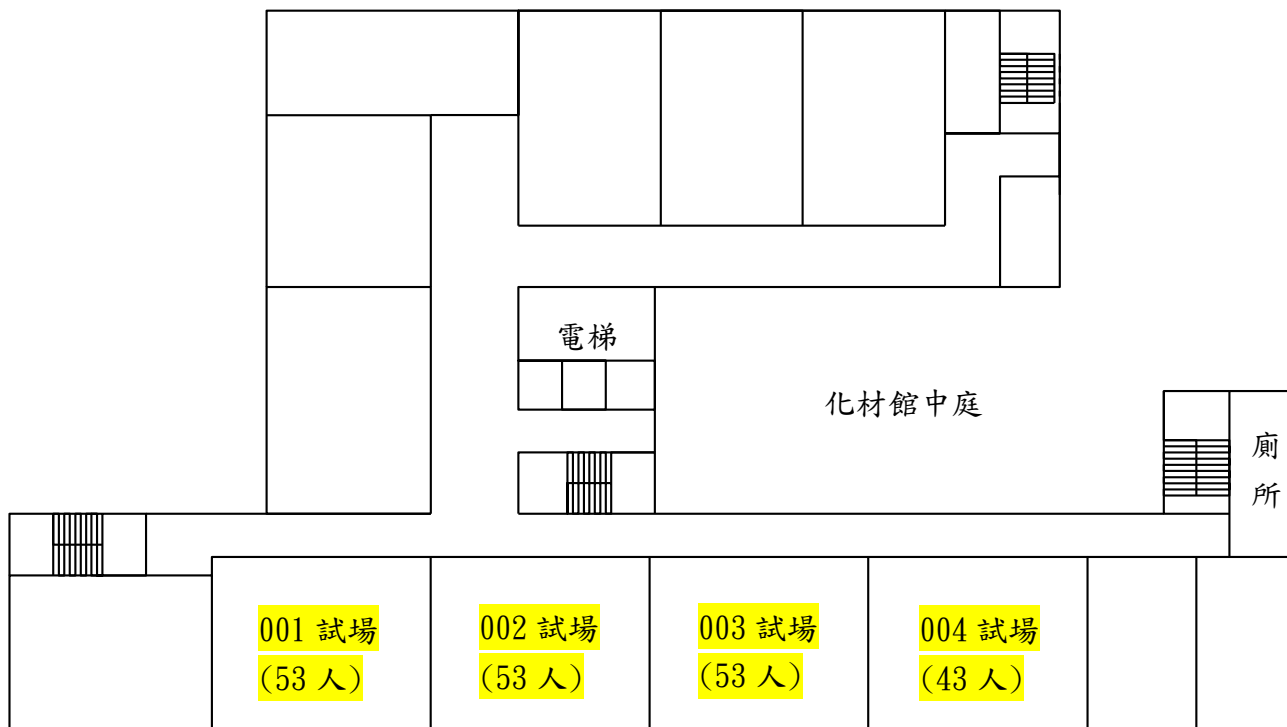 電梯
化材館中庭
廁
所
001 試場
(53 人)
002 試場
(53 人)
003 試場
(53 人)
004 試場
(43 人)